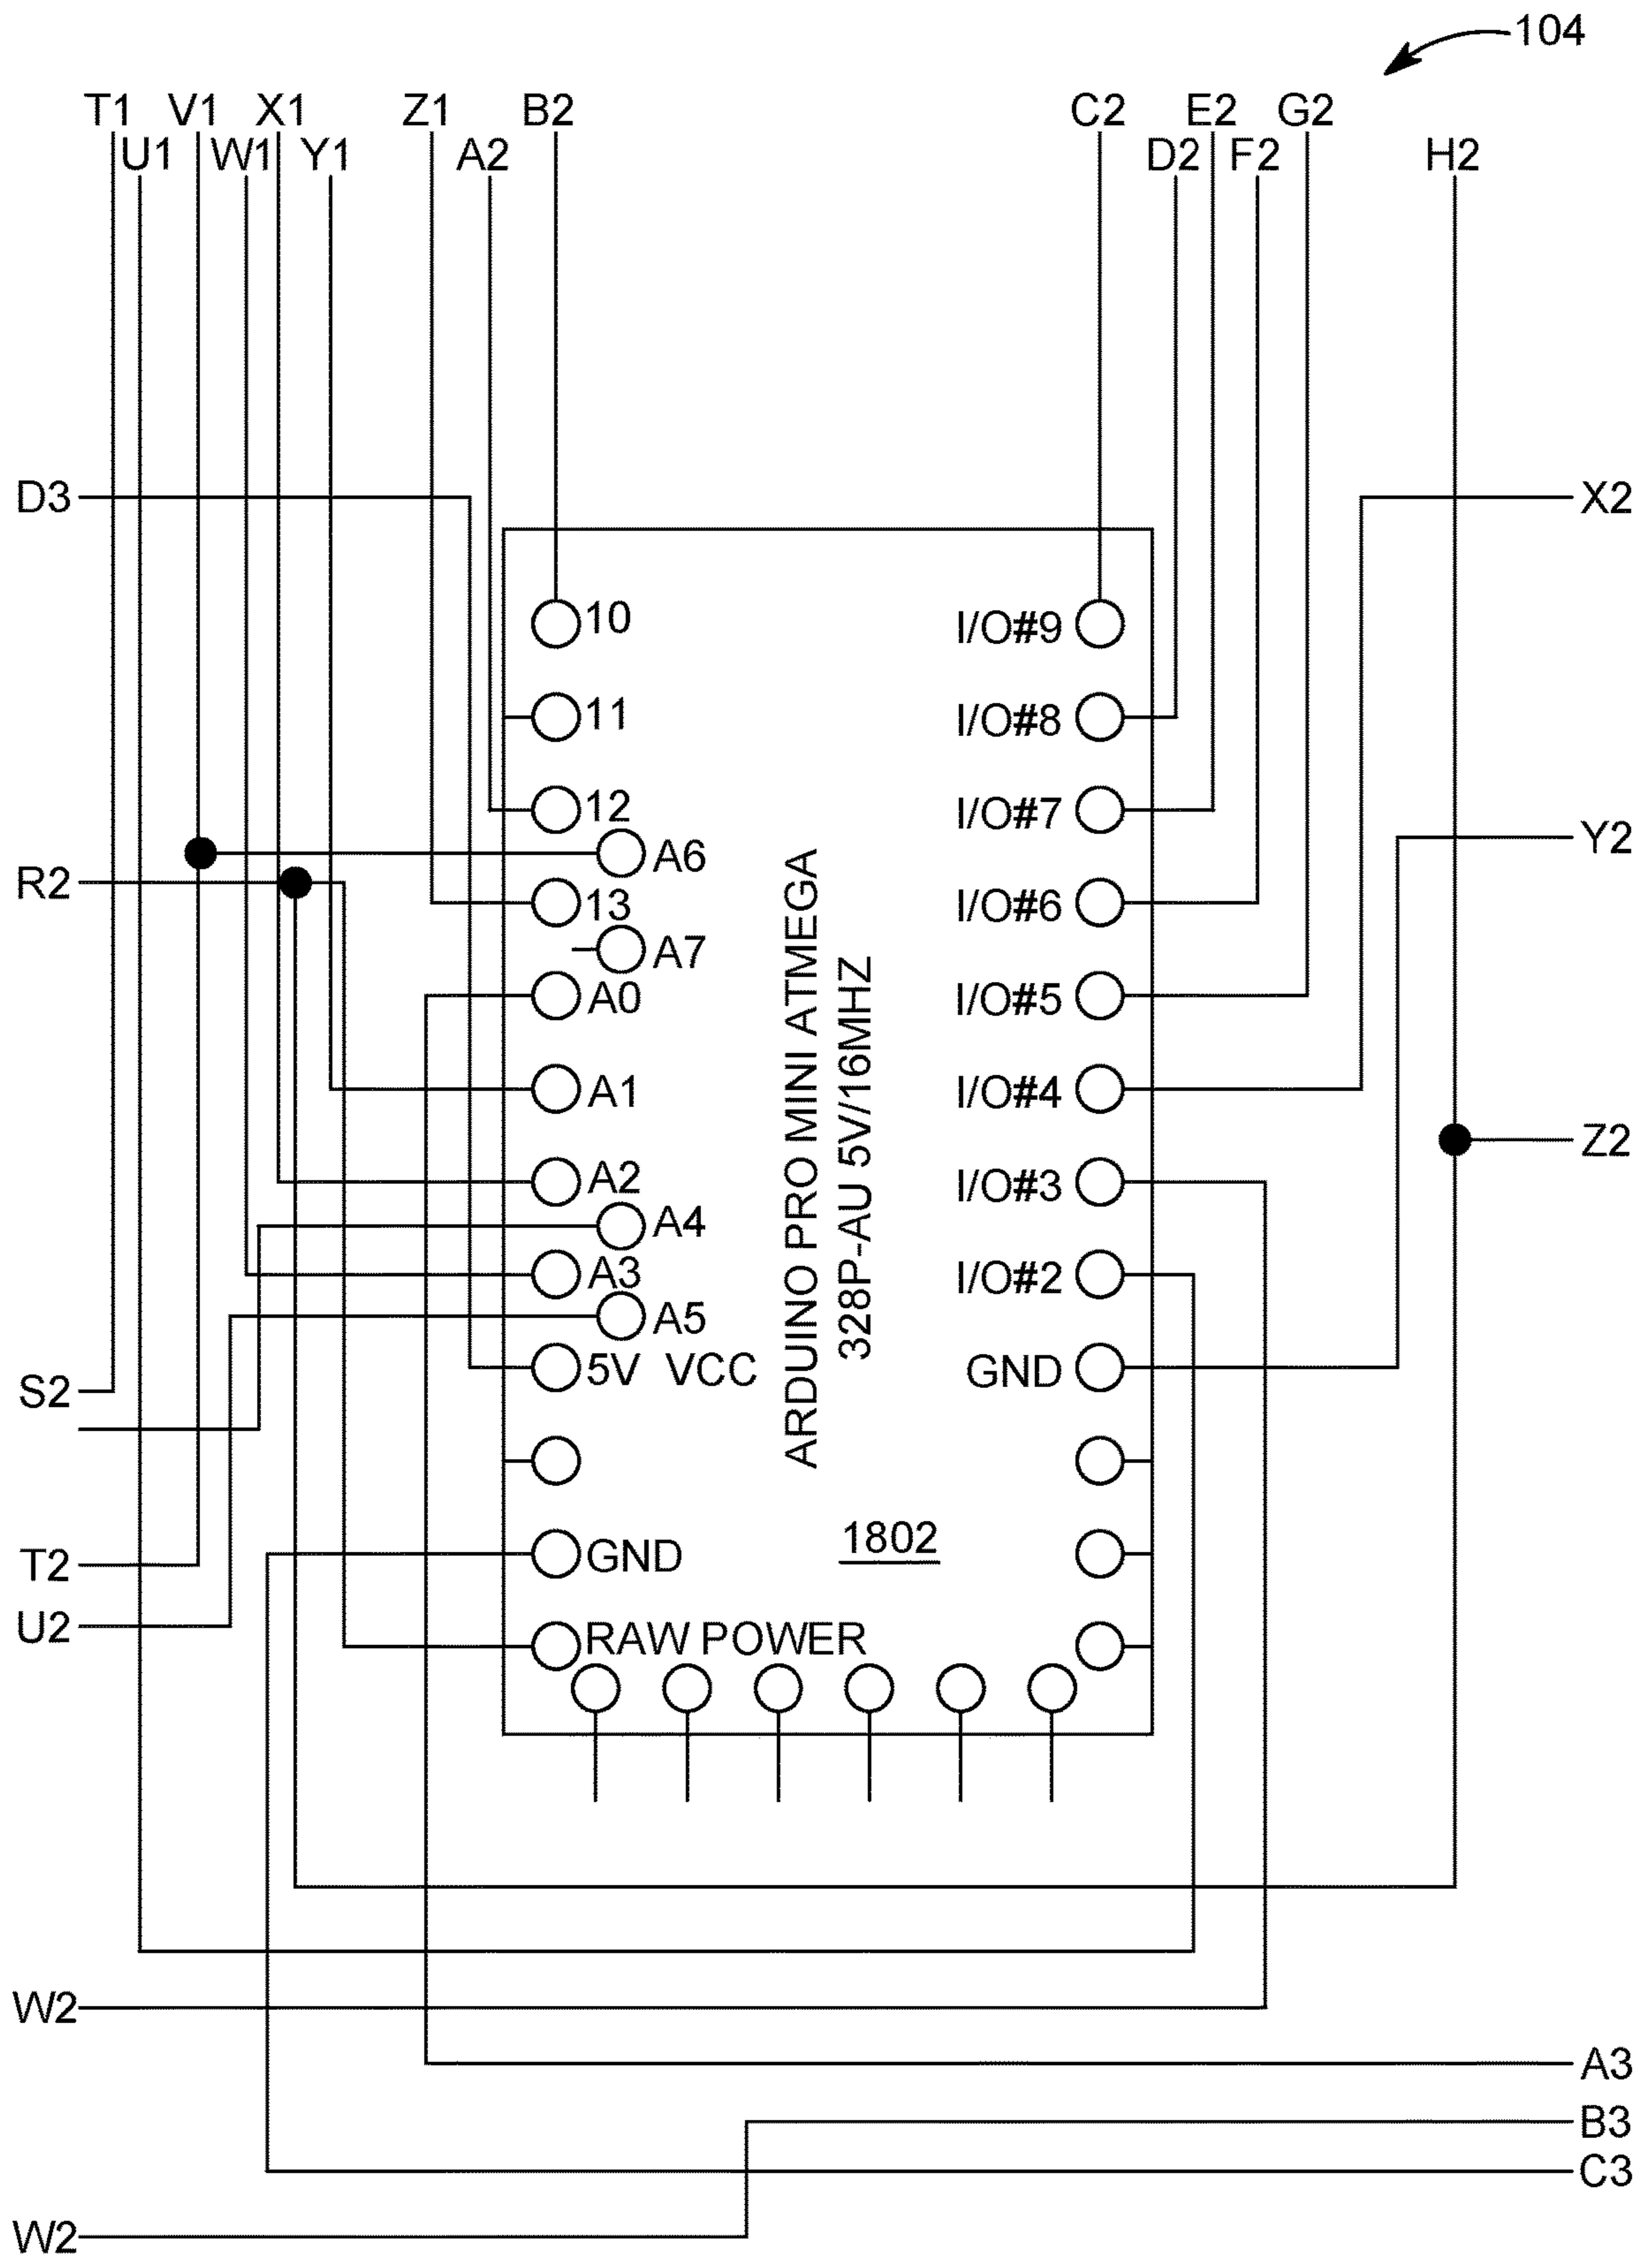 104
T1 V1 X1 Z1 B2 C2 E2 G2
U1 W1 Y1 A2 D2 F2 H2
D3 X2
10 I/O#9
11 I/O#8
12 I/O#7
A6 Y2
R2
13 I/O#6
A7
A0 I/O#5
A1 I/O#4
Z2
A2 I/O#3
A4
A3 I/O#2
A5
5V VCC GND
S2
ARDUINO PRO MINI ATMEGA
328P-AU 5V/16MHZ
1802
T2 GND
U2
RAW POWER
W2
A3
B3
C3
W2